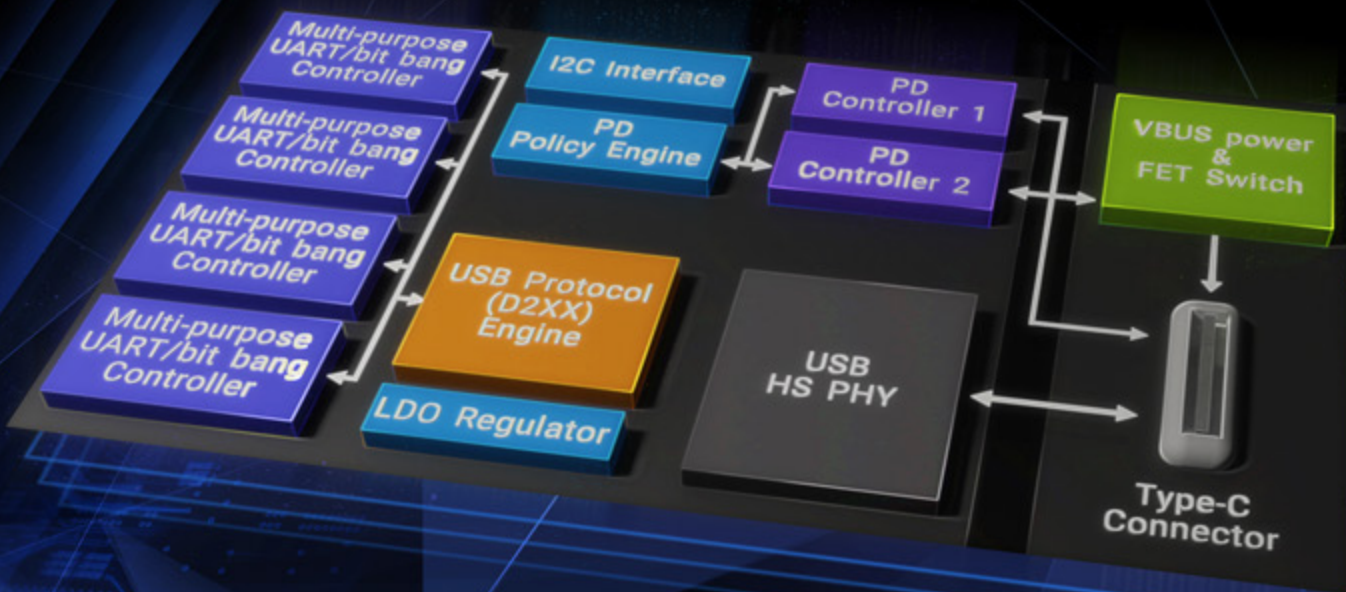 Multi-purpose
UART/bit bang
Controller
Multi-purpose
UART/bit bang
Controller
Multi-purpose
UART/bit bang
Controller
Multi-purpose
UART/bit bang
Controller
I2C Interface
PD
Policy Engine
PD
Controller 1
PD
Controller 2
VBUS power
&
FET Switch
USB Protocol
(D2XX)
Engine
LDO Regulator
USB
HS PHY
Type-C
Connector